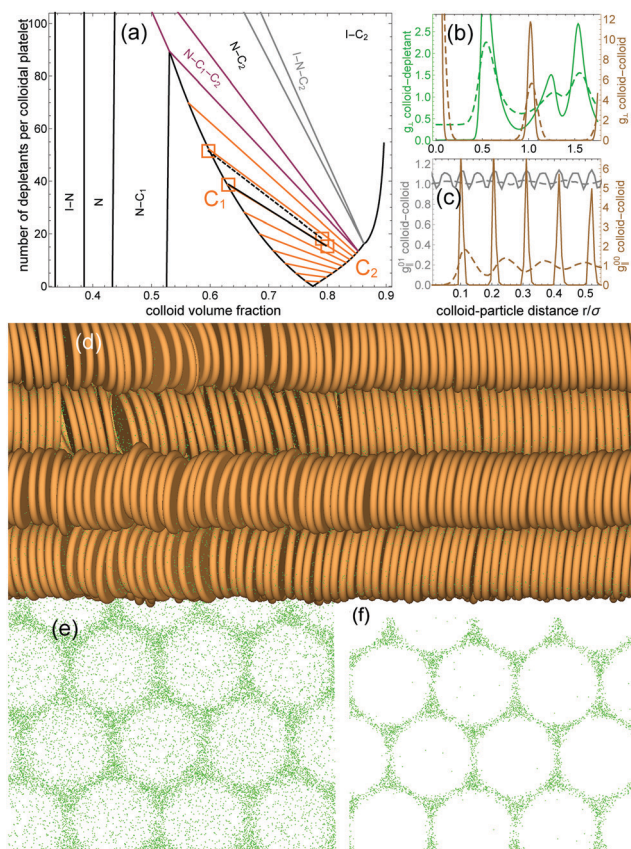 (a)
I–N
N
N–C₁
N–C₁–C₂
N–C₂
I–N–C₂
I–C₂
C₁
C₂
number of depletants per colloidal platelet
100
80
60
40
20
0
0.4
0.5
0.6
0.7
0.8
0.9
colloid volume fraction
(b)
g⊥ colloid–depletant
2.5
2.0
1.5
1.0
0.5
0.0
g⊥ colloid–colloid
12
10
8
6
4
2
0
0.0
0.5
1.0
1.5
(c)
g∥⁰¹ colloid–colloid
1.2
1.0
0.8
0.6
0.4
0.2
0.0
g∥⁰⁰ colloid–colloid
6
5
4
3
2
1
0
0.1
0.2
0.3
0.4
0.5
colloid-particle distance r/σ
(d)
(e)
(f)